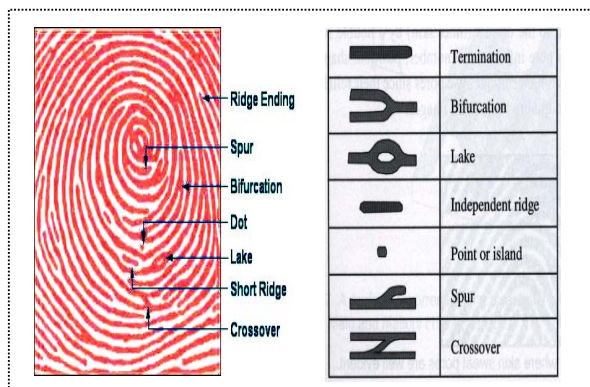 Ridge Ending
Spur
Bifurcation
Dot
Lake
Short Ridge
Crossover
Termination
Bifurcation
Lake
Independent ridge
Point or island
Spur
Crossover